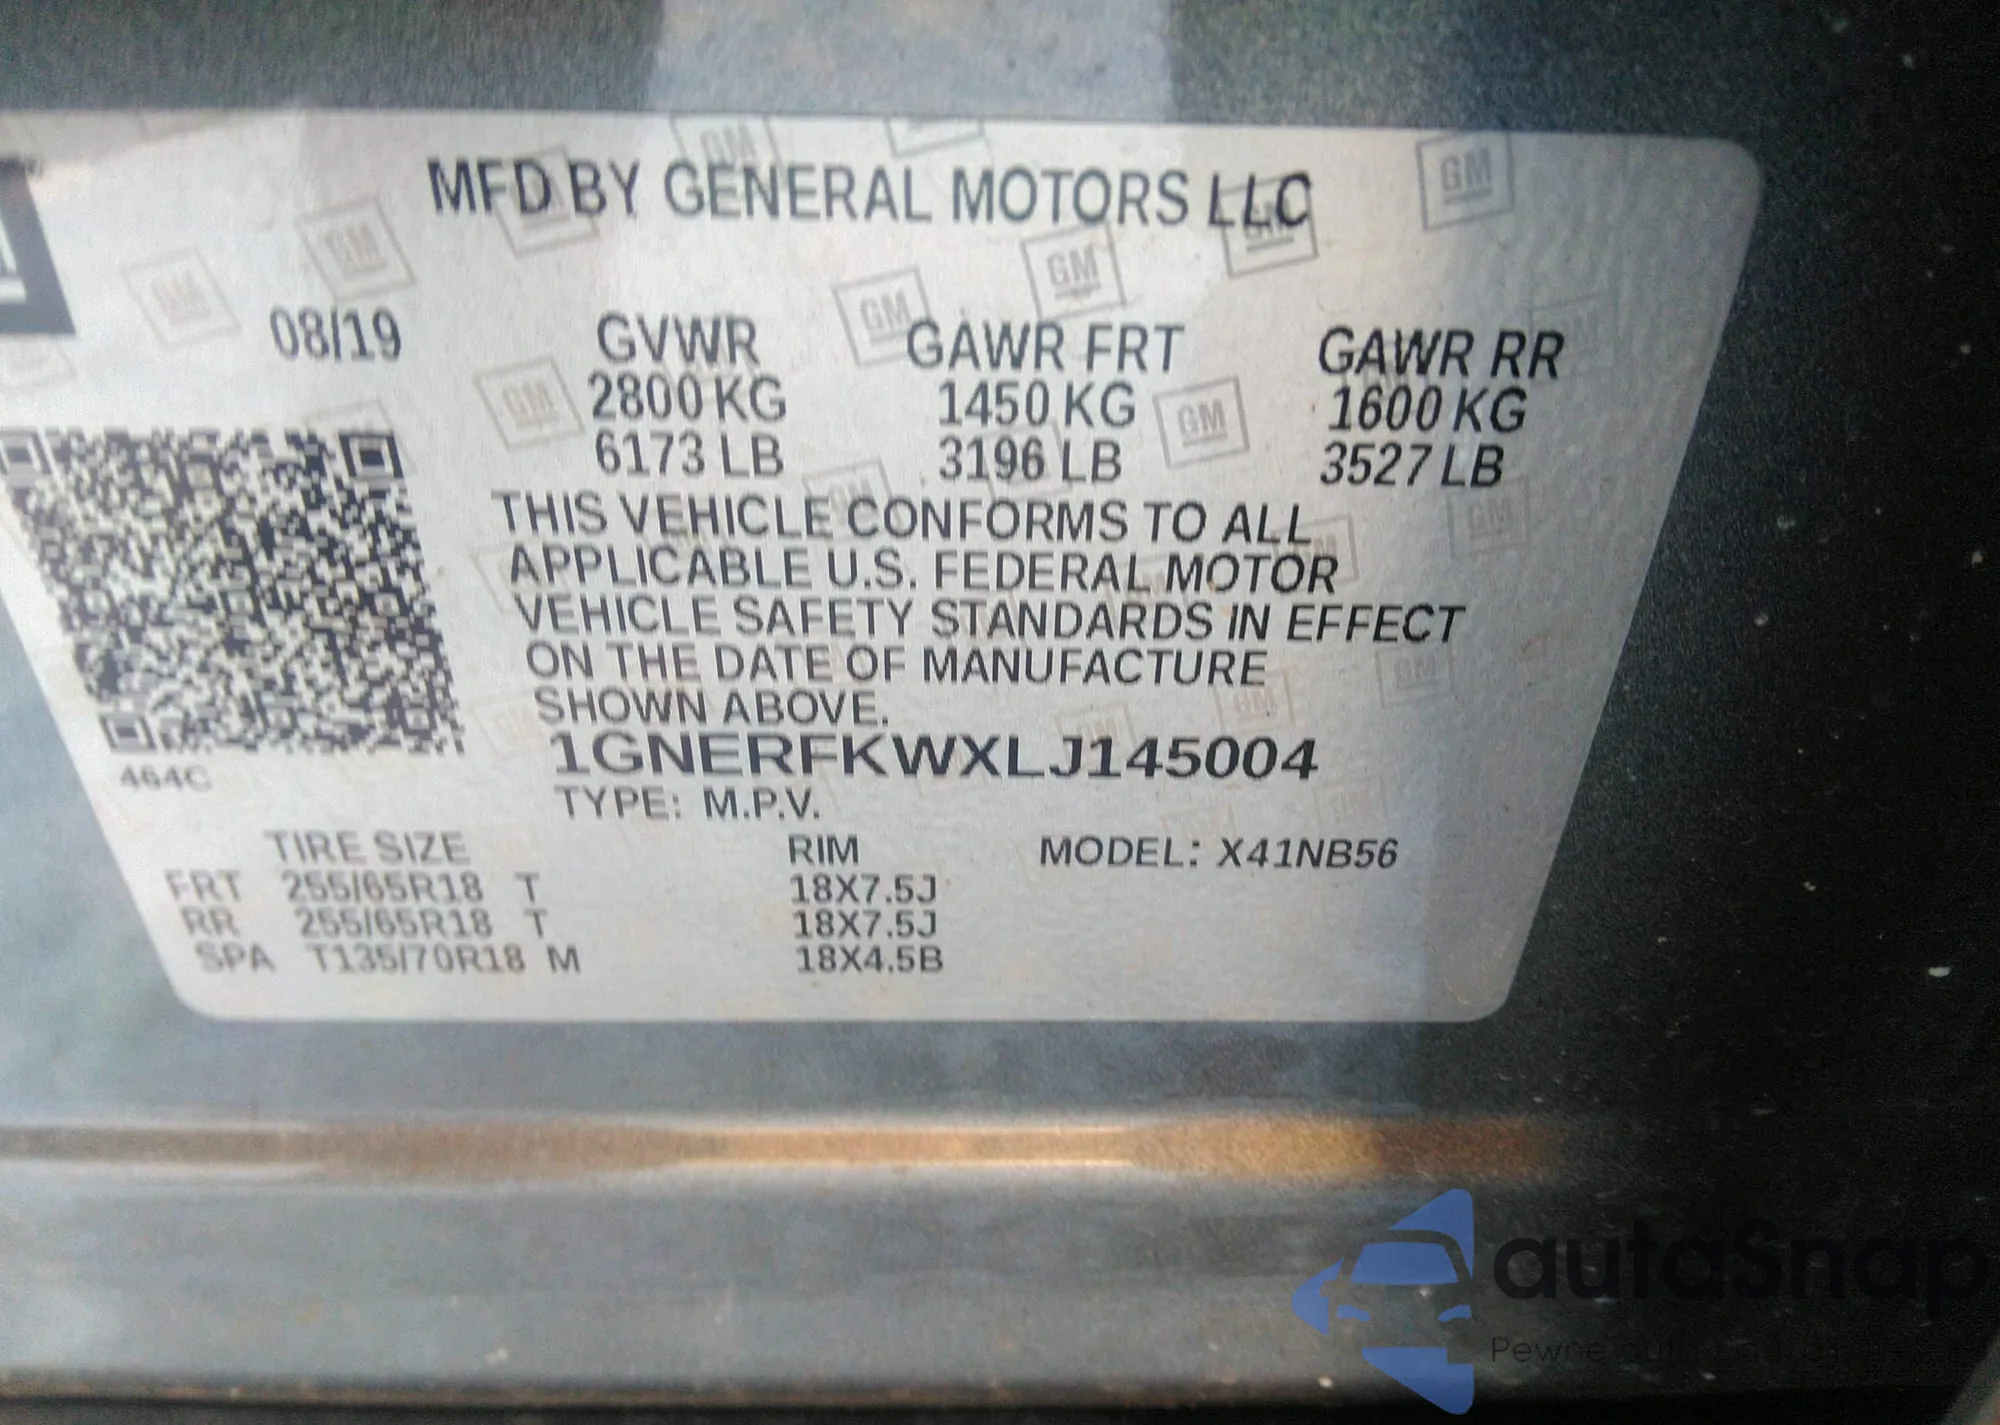 MFD BY GENERAL MOTORS LLC
08/19 GVWR GAWR FRT GAWR RR
2800 KG 1450 KG 1600 KG
6173 LB 3196 LB 3527 LB
THIS VEHICLE CONFORMS TO ALL
APPLICABLE U.S. FEDERAL MOTOR
VEHICLE SAFETY STANDARDS IN EFFECT
ON THE DATE OF MANUFACTURE
SHOWN ABOVE.
1GNERFKWXLJ145004
464C
TYPE: M.P.V.
TIRE SIZE RIM MODEL: X41NB56
FRT 255/65R18 T 18X7.5J
RR 255/65R18 T 18X7.5J
SPA T135/70R18 M 18X4.5B
autaSnap
Pewne auta